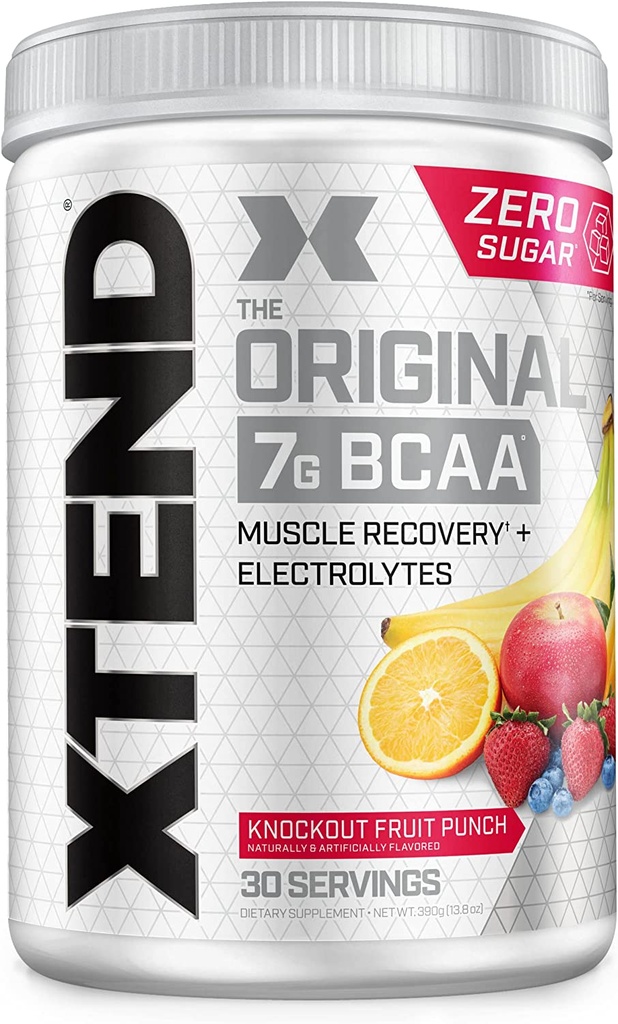 XTEND®
X
ZERO
SUGAR*
THE
ORIGINAL
7G BCAA°
MUSCLE RECOVERY† +
ELECTROLYTES
KNOCKOUT FRUIT PUNCH
NATURALLY & ARTIFICIALLY FLAVORED
30 SERVINGS
DIETARY SUPPLEMENT • NET WT. 390g (13.8 oz)